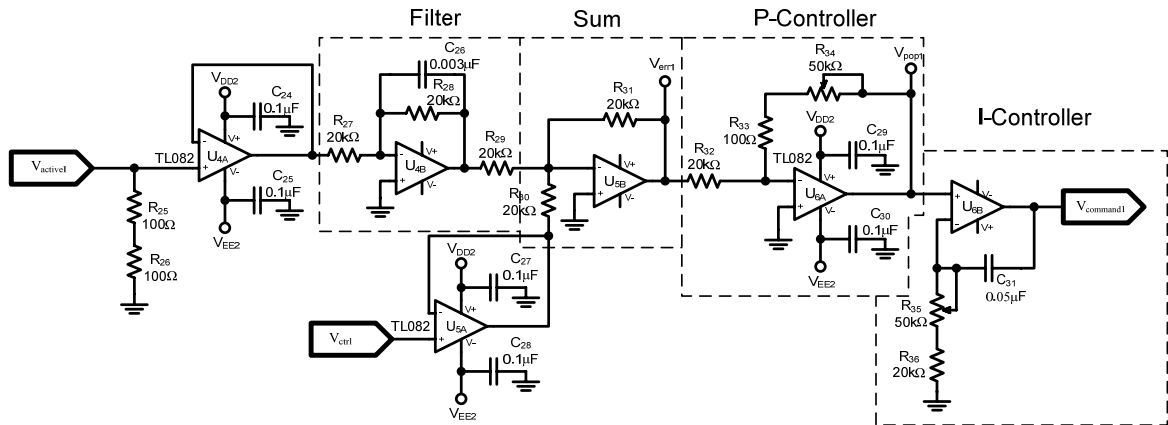 Filter
Sum
P-Controller
I-Controller
C26
0.003µF
R28
20kΩ
R27
20kΩ
U4B
V+
V-
-
+
VDD2
C24
0.1µF
V+
V-
TL082
U4A
-
+
C25
0.1µF
VEE2
Vactive1
R25
100Ω
R26
100Ω
R29
20kΩ
R30
20kΩ
R31
20kΩ
Verr1
U5B
V+
V-
-
+
VDD2
C27
0.1µF
V+
V-
TL082
U5A
-
+
C28
0.1µF
VEE2
Vctrl
R32
20kΩ
R33
100Ω
R34
50kΩ
Vpop1
VDD2
C29
0.1µF
V+
V-
TL082
U6A
-
+
C30
0.1µF
VEE2
V-
V+
U6B
+
-
Vcommand1
C31
0.05µF
R35
50kΩ
R36
20kΩ